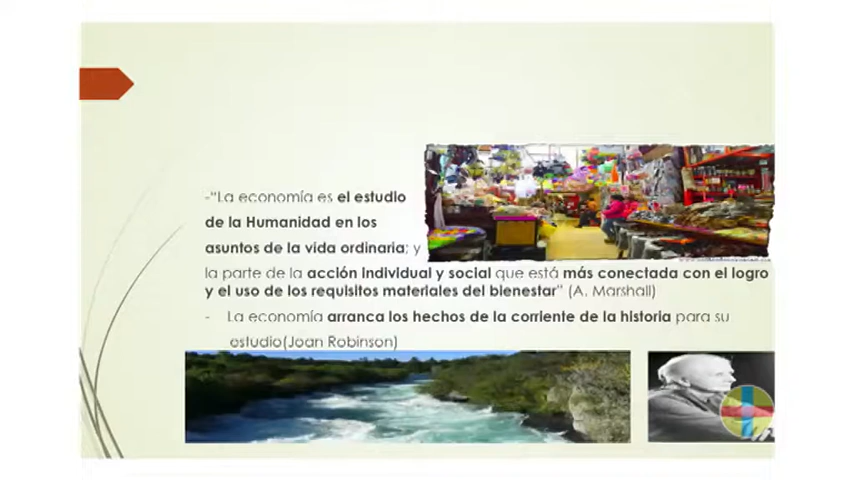 -“La economía es el estudio
de la Humanidad en los
asuntos de la vida ordinaria; y
la parte de la acción individual y social que está más conectada con el logro
y el uso de los requisitos materiales del bienestar” (A. Marshall)
- La economía arranca los hechos de la corriente de la historia para su
estudio(Joan Robinson)